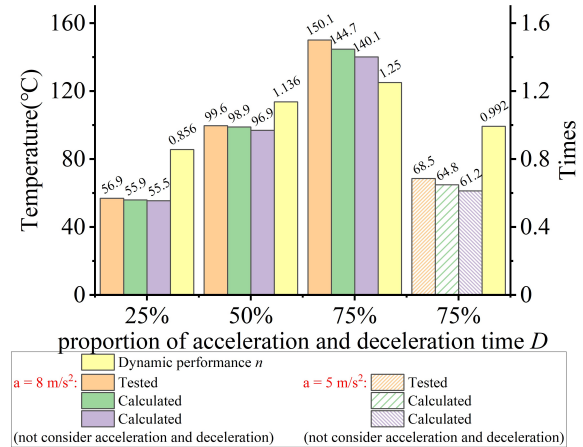 Temperature(℃)
160
120
80
40
0
56.9
55.9
55.5
0.856
99.6
98.9
96.9
1.136
150.1
144.7
140.1
1.25
68.5
64.8
61.2
0.992
1.6
1.2
0.8
0.4
0.0
Times
25% 50% 75% 75%
proportion of acceleration and deceleration time D
Dynamic performance n
a = 8 m/s²: Tested a = 5 m/s²: Tested
Calculated Calculated
Calculated Calculated
(not consider acceleration and deceleration) (not consider acceleration and deceleration)